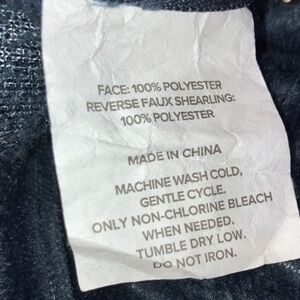 FACE: 100% POLYESTER
REVERSE FAUX SHEARLING:
100% POLYESTER
MADE IN CHINA
MACHINE WASH COLD,
GENTLE CYCLE.
ONLY NON-CHLORINE BLEACH
WHEN NEEDED.
TUMBLE DRY LOW.
DO NOT IRON.